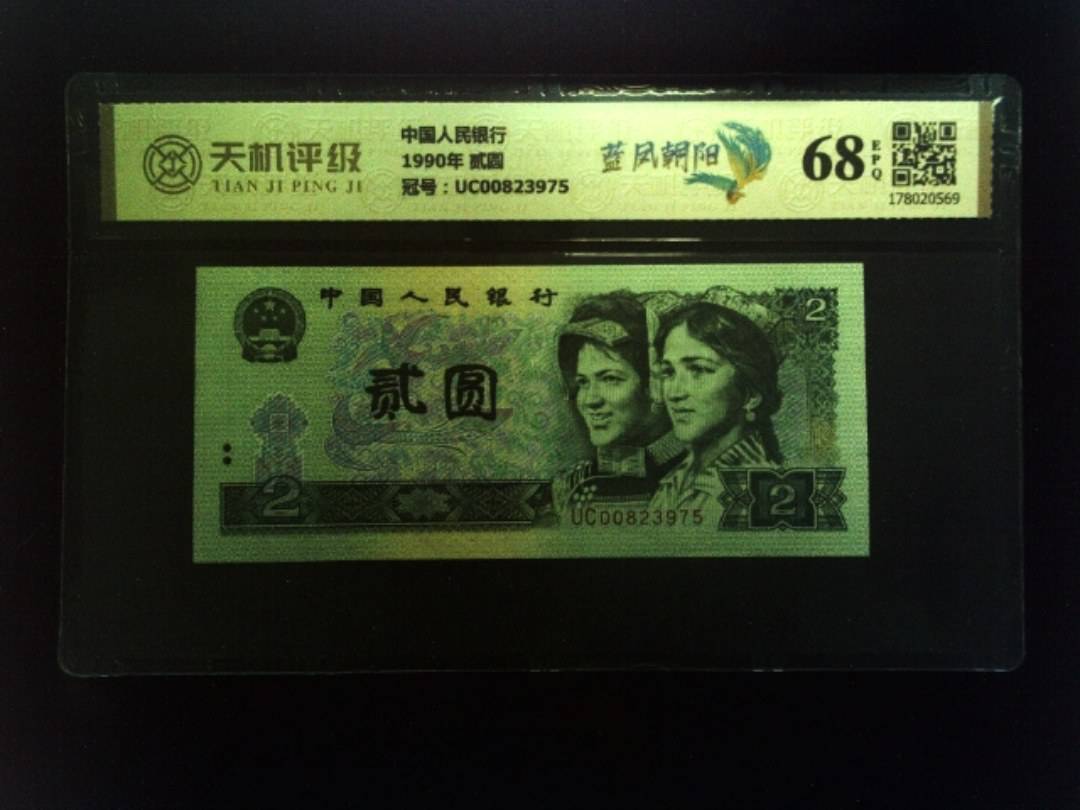 天机评级
TIAN JI PING JI
中国人民银行
1990年 贰圆
冠号：UC00823975
蓝凤朝阳
68
EPQ
178020569
中国人民银行
贰圆
2
2
2
UC00823975